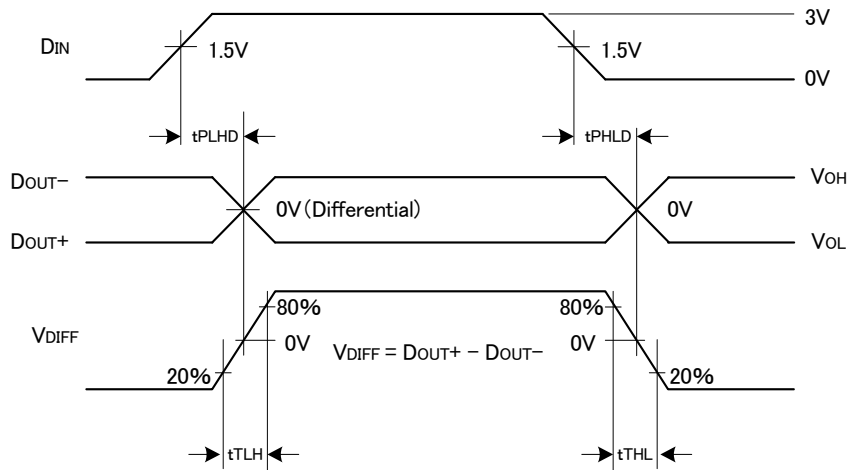 3V
DIN
1.5V
1.5V
0V
tPLHD
tPHLD
DOUT−
VOH
0V(Differential)
0V
DOUT+
VOL
80%
80%
VDIFF
0V
VDIFF = DOUT+ − DOUT−
0V
20%
20%
tTLH
tTHL